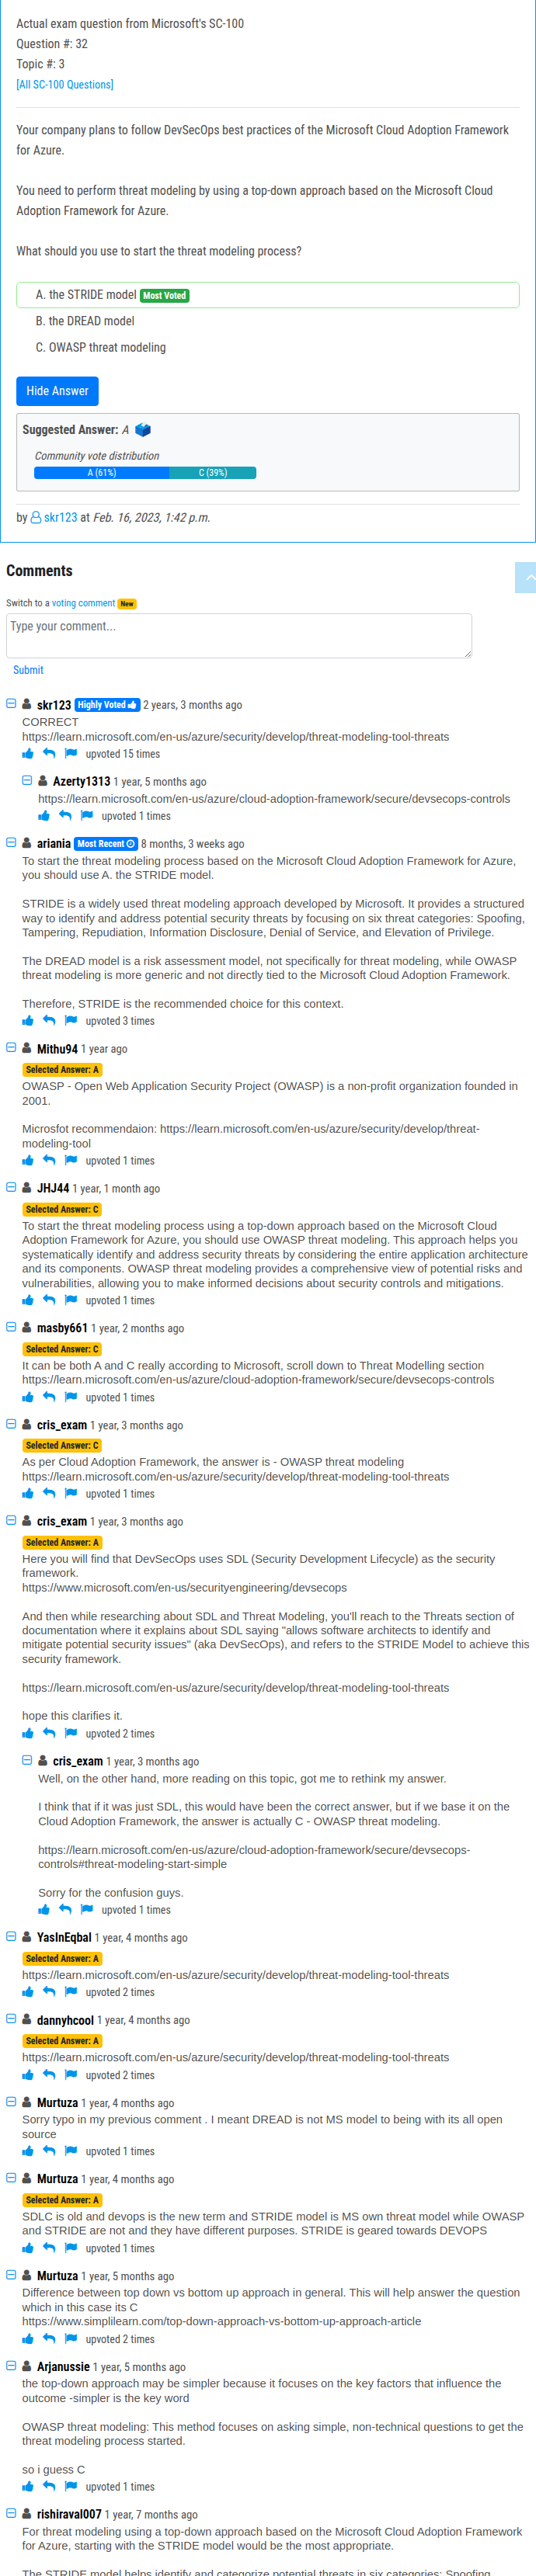 Actual exam question from Microsoft's SC-100
Question #: 32
Topic #: 3
[All SC-100 Questions]
Your company plans to follow DevSecOps best practices of the Microsoft Cloud Adoption Framework
for Azure.
You need to perform threat modeling by using a top-down approach based on the Microsoft Cloud
Adoption Framework for Azure.
What should you use to start the threat modeling process?
A. the STRIDE model Most Voted
B. the DREAD model
C. OWASP threat modeling
Hide Answer
Suggested Answer: A
Community vote distribution
A (61%) C (39%)
by skr123 at Feb. 16, 2023, 1:42 p.m.
Comments
Switch to a voting comment New
Type your comment...
Submit
skr123 Highly Voted 2 years, 3 months ago
CORRECT
https://learn.microsoft.com/en-us/azure/security/develop/threat-modeling-tool-threats
upvoted 15 times
Azerty1313 1 year, 5 months ago
https://learn.microsoft.com/en-us/azure/cloud-adoption-framework/secure/devsecops-controls
upvoted 1 times
ariania Most Recent 8 months, 3 weeks ago
To start the threat modeling process based on the Microsoft Cloud Adoption Framework for Azure,
you should use A. the STRIDE model.
STRIDE is a widely used threat modeling approach developed by Microsoft. It provides a structured
way to identify and address potential security threats by focusing on six threat categories: Spoofing,
Tampering, Repudiation, Information Disclosure, Denial of Service, and Elevation of Privilege.
The DREAD model is a risk assessment model, not specifically for threat modeling, while OWASP
threat modeling is more generic and not directly tied to the Microsoft Cloud Adoption Framework.
Therefore, STRIDE is the recommended choice for this context.
upvoted 3 times
Mithu94 1 year ago
Selected Answer: A
OWASP - Open Web Application Security Project (OWASP) is a non-profit organization founded in
2001.
Microsfot recommendaion: https://learn.microsoft.com/en-us/azure/security/develop/threat-
modeling-tool
upvoted 1 times
JHJ44 1 year, 1 month ago
Selected Answer: C
To start the threat modeling process using a top-down approach based on the Microsoft Cloud
Adoption Framework for Azure, you should use OWASP threat modeling. This approach helps you
systematically identify and address security threats by considering the entire application architecture
and its components. OWASP threat modeling provides a comprehensive view of potential risks and
vulnerabilities, allowing you to make informed decisions about security controls and mitigations.
upvoted 1 times
masby661 1 year, 2 months ago
Selected Answer: C
It can be both A and C really according to Microsoft, scroll down to Threat Modelling section
https://learn.microsoft.com/en-us/azure/cloud-adoption-framework/secure/devsecops-controls
upvoted 1 times
cris_exam 1 year, 3 months ago
Selected Answer: C
As per Cloud Adoption Framework, the answer is - OWASP threat modeling
https://learn.microsoft.com/en-us/azure/security/develop/threat-modeling-tool-threats
upvoted 1 times
cris_exam 1 year, 3 months ago
Selected Answer: A
Here you will find that DevSecOps uses SDL (Security Development Lifecycle) as the security
framework.
https://www.microsoft.com/en-us/securityengineering/devsecops
And then while researching about SDL and Threat Modeling, you'll reach to the Threats section of
documentation where it explains about SDL saying "allows software architects to identify and
mitigate potential security issues" (aka DevSecOps), and refers to the STRIDE Model to achieve this
security framework.
https://learn.microsoft.com/en-us/azure/security/develop/threat-modeling-tool-threats
hope this clarifies it.
upvoted 2 times
cris_exam 1 year, 3 months ago
Well, on the other hand, more reading on this topic, got me to rethink my answer.
I think that if it was just SDL, this would have been the correct answer, but if we base it on the
Cloud Adoption Framework, the answer is actually C - OWASP threat modeling.
https://learn.microsoft.com/en-us/azure/cloud-adoption-framework/secure/devsecops-
controls#threat-modeling-start-simple
Sorry for the confusion guys.
upvoted 1 times
YasInEqbal 1 year, 4 months ago
Selected Answer: A
https://learn.microsoft.com/en-us/azure/security/develop/threat-modeling-tool-threats
upvoted 2 times
dannyhcool 1 year, 4 months ago
Selected Answer: A
https://learn.microsoft.com/en-us/azure/security/develop/threat-modeling-tool-threats
upvoted 2 times
Murtuza 1 year, 4 months ago
Sorry typo in my previous comment . I meant DREAD is not MS model to being with its all open
source
upvoted 1 times
Murtuza 1 year, 4 months ago
Selected Answer: A
SDLC is old and devops is the new term and STRIDE model is MS own threat model while OWASP
and STRIDE are not and they have different purposes. STRIDE is geared towards DEVOPS
upvoted 1 times
Murtuza 1 year, 5 months ago
Difference between top down vs bottom up approach in general. This will help answer the question
which in this case its C
https://www.simplilearn.com/top-down-approach-vs-bottom-up-approach-article
upvoted 2 times
Arjanussie 1 year, 5 months ago
the top-down approach may be simpler because it focuses on the key factors that influence the
outcome -simpler is the key word
OWASP threat modeling: This method focuses on asking simple, non-technical questions to get the
threat modeling process started.
so i guess C
upvoted 1 times
rishiraval007 1 year, 7 months ago
For threat modeling using a top-down approach based on the Microsoft Cloud Adoption Framework
for Azure, starting with the STRIDE model would be the most appropriate.
The STRIDE model helps identify and categorize potential threats in six categories: Spoofing